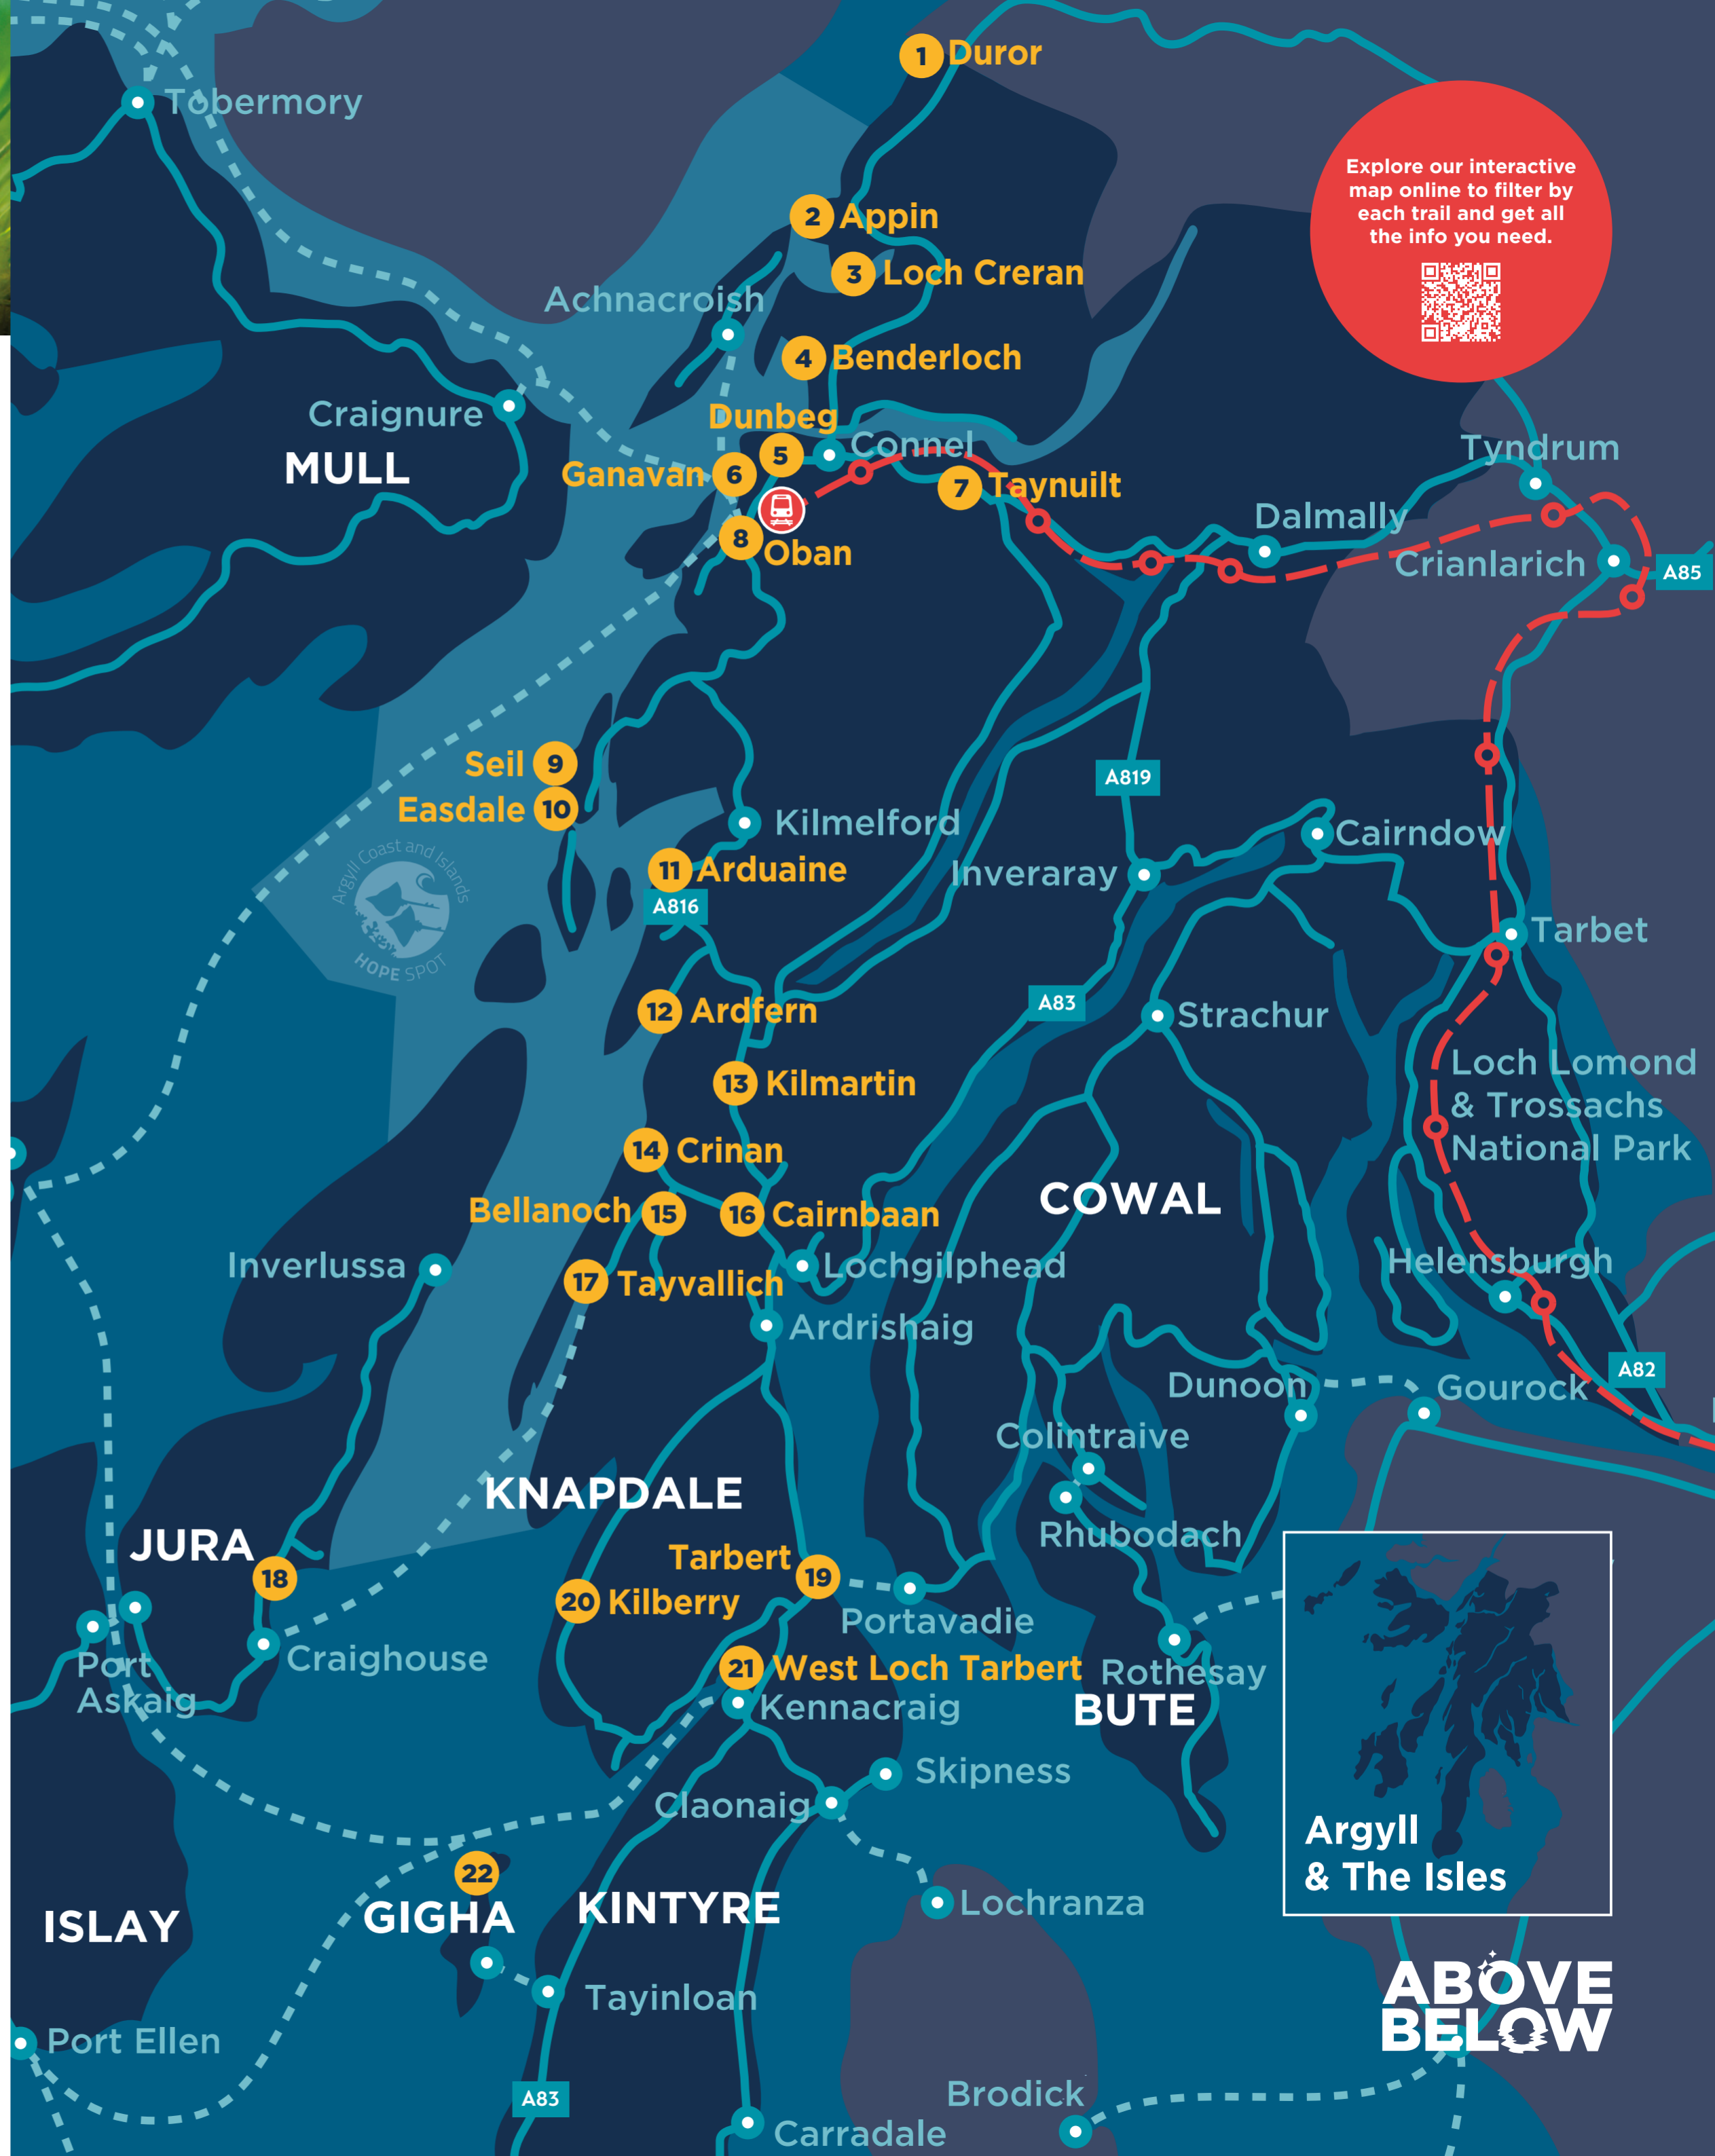 1 Duror
Tobermory
Explore our interactive
map online to filter by
each trail and get all
the info you need.
2 Appin
3 Loch Creran
Achnacroish
4 Benderloch
Craignure
Dunbeg
5
Connel
MULL
Ganavan 6
7 Taynuilt
Tyndrum
Dalmally
8 Oban
Crianlarich
A85
Seil 9
A819
Easdale 10
Kilmelford
Cairndow
11 Arduaine
Inveraray
A816
Argyll Coast and Islands
HOPE SPOT
Tarbet
12 Ardfern
A83
Strachur
13 Kilmartin
Loch Lomond
& Trossachs
National Park
14 Crinan
COWAL
Bellanoch 15
16 Cairnbaan
Inverlussa
Lochgilphead
Helensburgh
17 Tayvallich
Ardrishaig
A82
Dunoon
Gourock
Colintraive
KNAPDALE
Rhubodach
JURA
18
Tarbert 19
20 Kilberry
Portavadie
Port
Askaig
Craighouse
21 West Loch Tarbert
Rothesay
Kennacraig
BUTE
Skipness
Claonaig
Argyll
& The Isles
22
GIGHA
KINTYRE
Lochranza
ISLAY
Tayinloan
ABOVE
BELOW
Port Ellen
A83
Brodick
Carradale